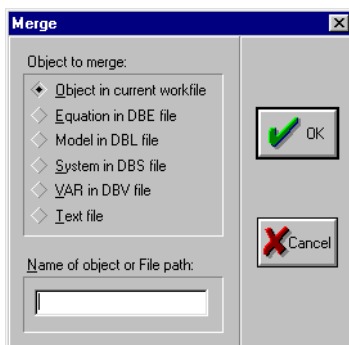 Merge
Object to merge:
Object in current workfile
Equation in DBE file
Model in DBL file
System in DBS file
VAR in DBV file
Text file
OK
Cancel
Name of object or File path: